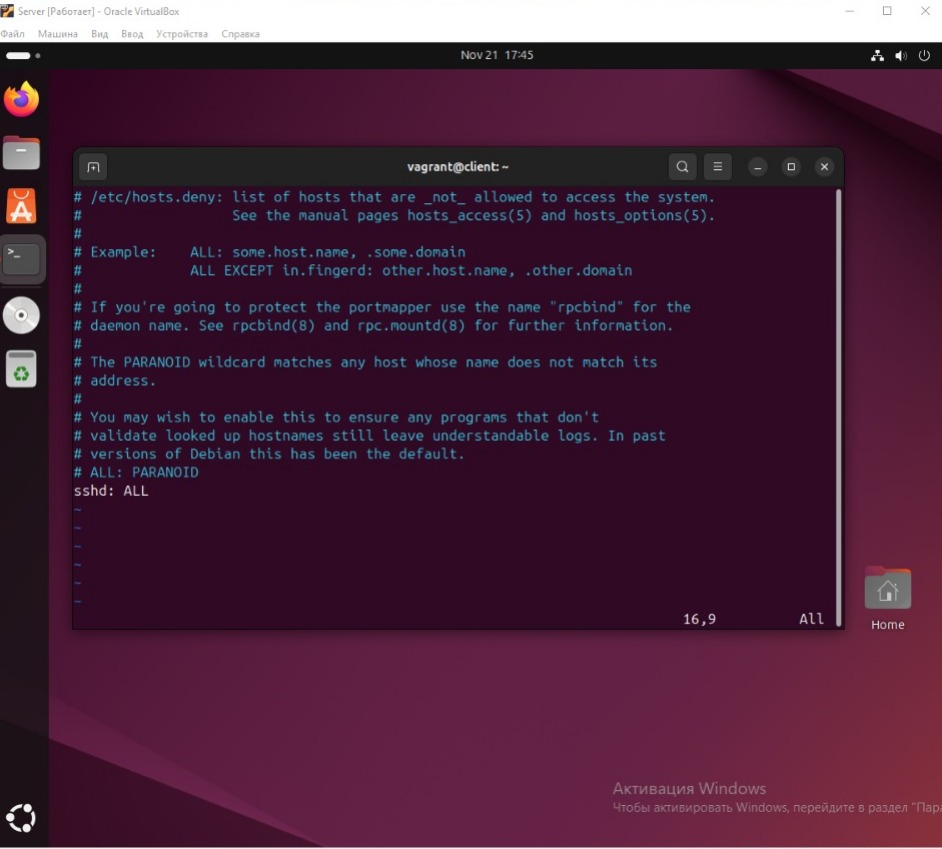 Server [Работает] - Oracle VirtualBox
Файл Машина Вид Ввод Устройства Справка
Nov 21 17:45
vagrant@client: ~
# /etc/hosts.deny: list of hosts that are _not_ allowed to access the system.
#                  See the manual pages hosts_access(5) and hosts_options(5).
#
# Example:    ALL: some.host.name, .some.domain
#             ALL EXCEPT in.fingerd: other.host.name, .other.domain
#
# If you're going to protect the portmapper use the name "rpcbind" for the
# daemon name. See rpcbind(8) and rpc.mountd(8) for further information.
#
# The PARANOID wildcard matches any host whose name does not match its
# address.
#
# You may wish to enable this to ensure any programs that don't
# validate looked up hostnames still leave understandable logs. In past
# versions of Debian this has been the default.
# ALL: PARANOID
sshd: ALL
~
~
~
~
~
~
16,9 All
Home
Активация Windows
Чтобы активировать Windows, перейдите в раздел "Пар